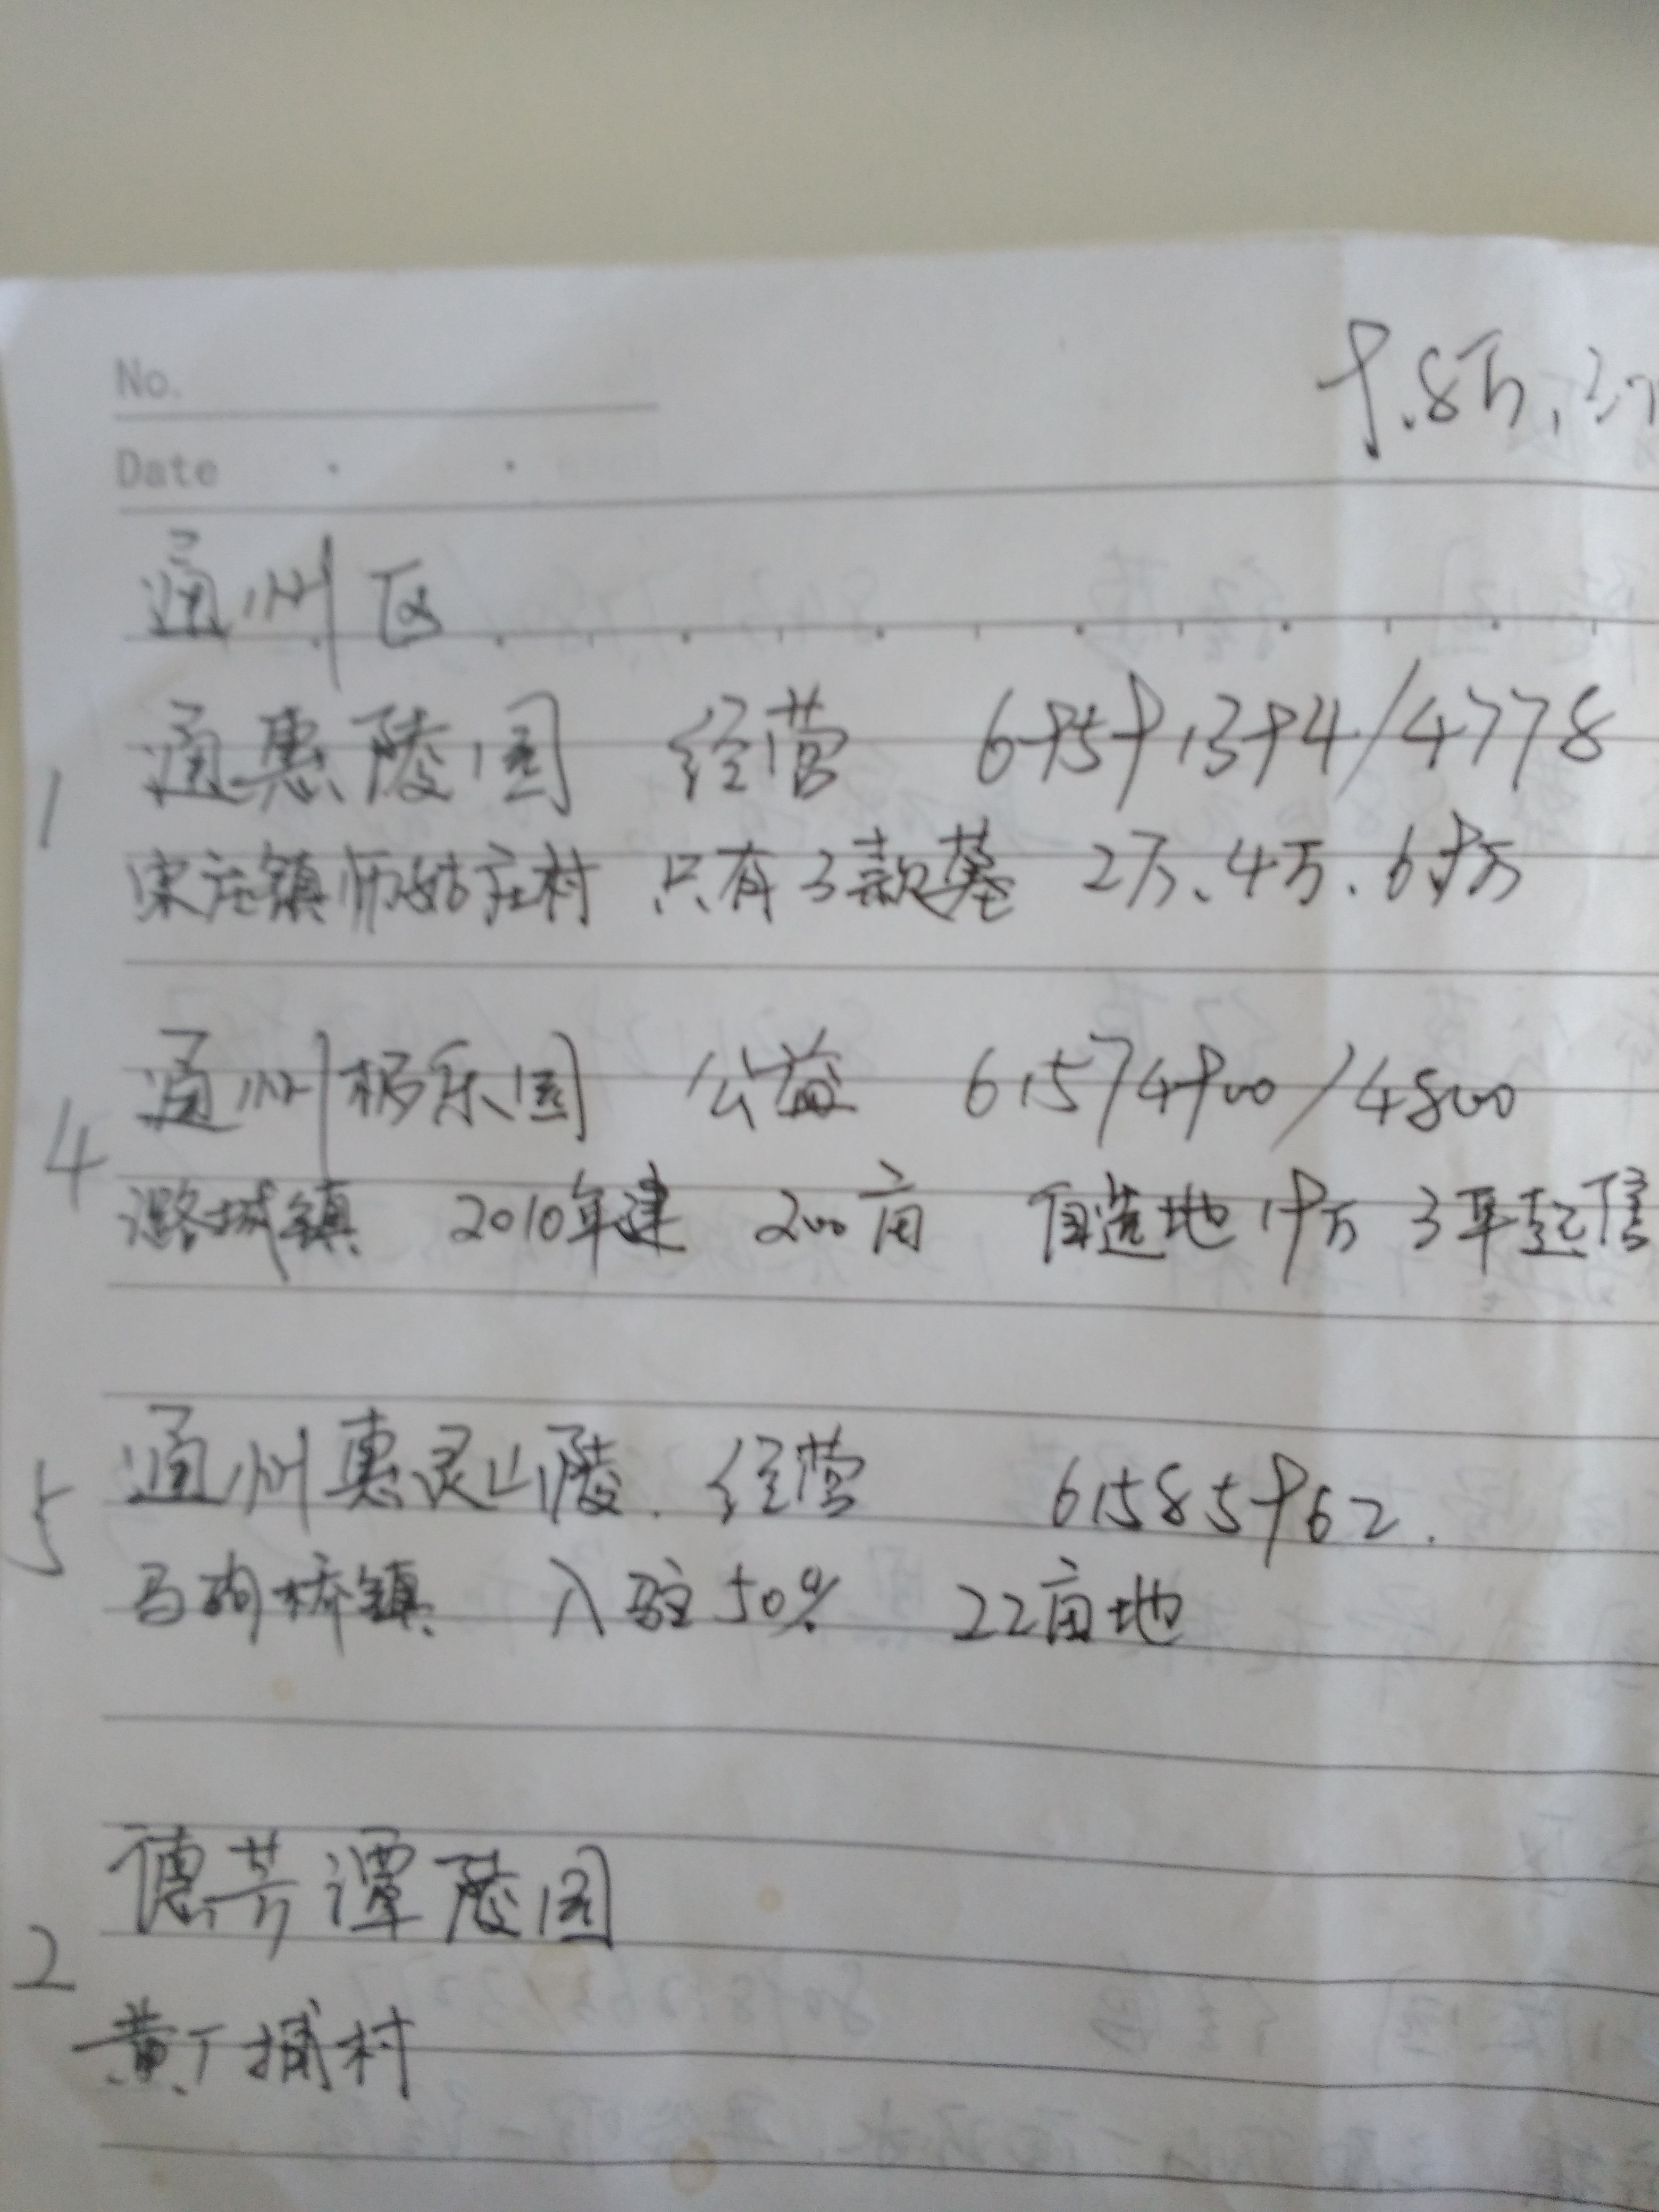 No.
9.8万,
Date
通州区
1 通惠陵园 经营 69591394/4778
宋庄镇师姑庄村 只有3款墓 2万、4万、6.9万
4 通州极乐园 公益 61574900/4800
潞城镇 2010年建 200亩 自选地 19万 3平起售
5 通州惠灵山陵. 经营 61585962.
马驹桥镇 入驻50% 22亩地
2 德芳谭陵园
黄厂铺村